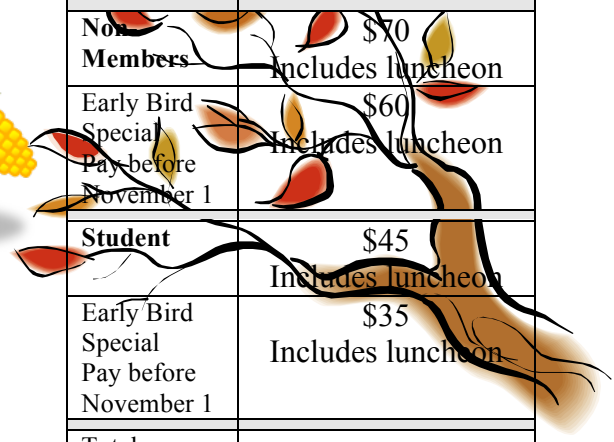 Non-
Members
$70
Includes luncheon
Early Bird
Special
Pay before
November 1
$60
Includes luncheon
Student
$45
Includes luncheon
Early Bird
Special
Pay before
November 1
$35
Includes luncheon